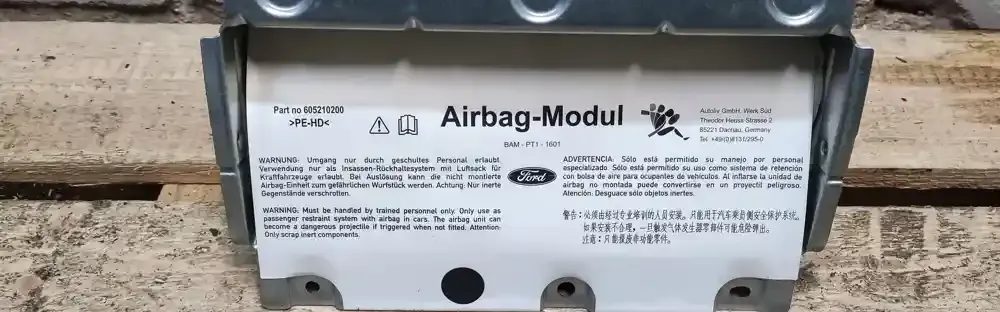 Part no 605210200
>PE-HD<
Airbag-Modul
BAM - PT1 - 1601
Autoliv GmbH, Werk Süd
Theodor Heuss Strasse 2
85221 Dachau, Germany
Tel. +49(0)8131/295-0
WARNUNG: Umgang nur durch geschultes Personal erlaubt.
Verwendung nur als Insassen-Rückhaltesystem mit Luftsack für
Kraftfahrzeuge erlaubt. Bei Auslösung kann die nicht montierte
Airbag-Einheit zum gefährlichen Wurfstück werden. Achtung: Nur inerte
Gegenstände verschrotten.
WARNING: Must be handled by trained personnel only. Only use as
passenger restraint system with airbag in cars. The airbag unit can
become a dangerous projectile if triggered when not fitted. Attention:
Only scrap inert components.
Ford
ADVERTENCIA: Sólo está permitido su manejo por personal
especializado. Sólo está permitido su uso como sistema de retención
con bolsa de aire para ocupantes de vehículos. Al inflarse la unidad de
airbag no montada puede convertirse en un proyectil peligroso.
Atención. Desguace sólo objetos inertes.
警告：必须由经过专业培训的人员安装。只能用于汽车乘员侧安全保护系统。
如果安装不合理，一旦触发气体发生器零部件可能危险弹出。
注意：只能报废非功能零件。